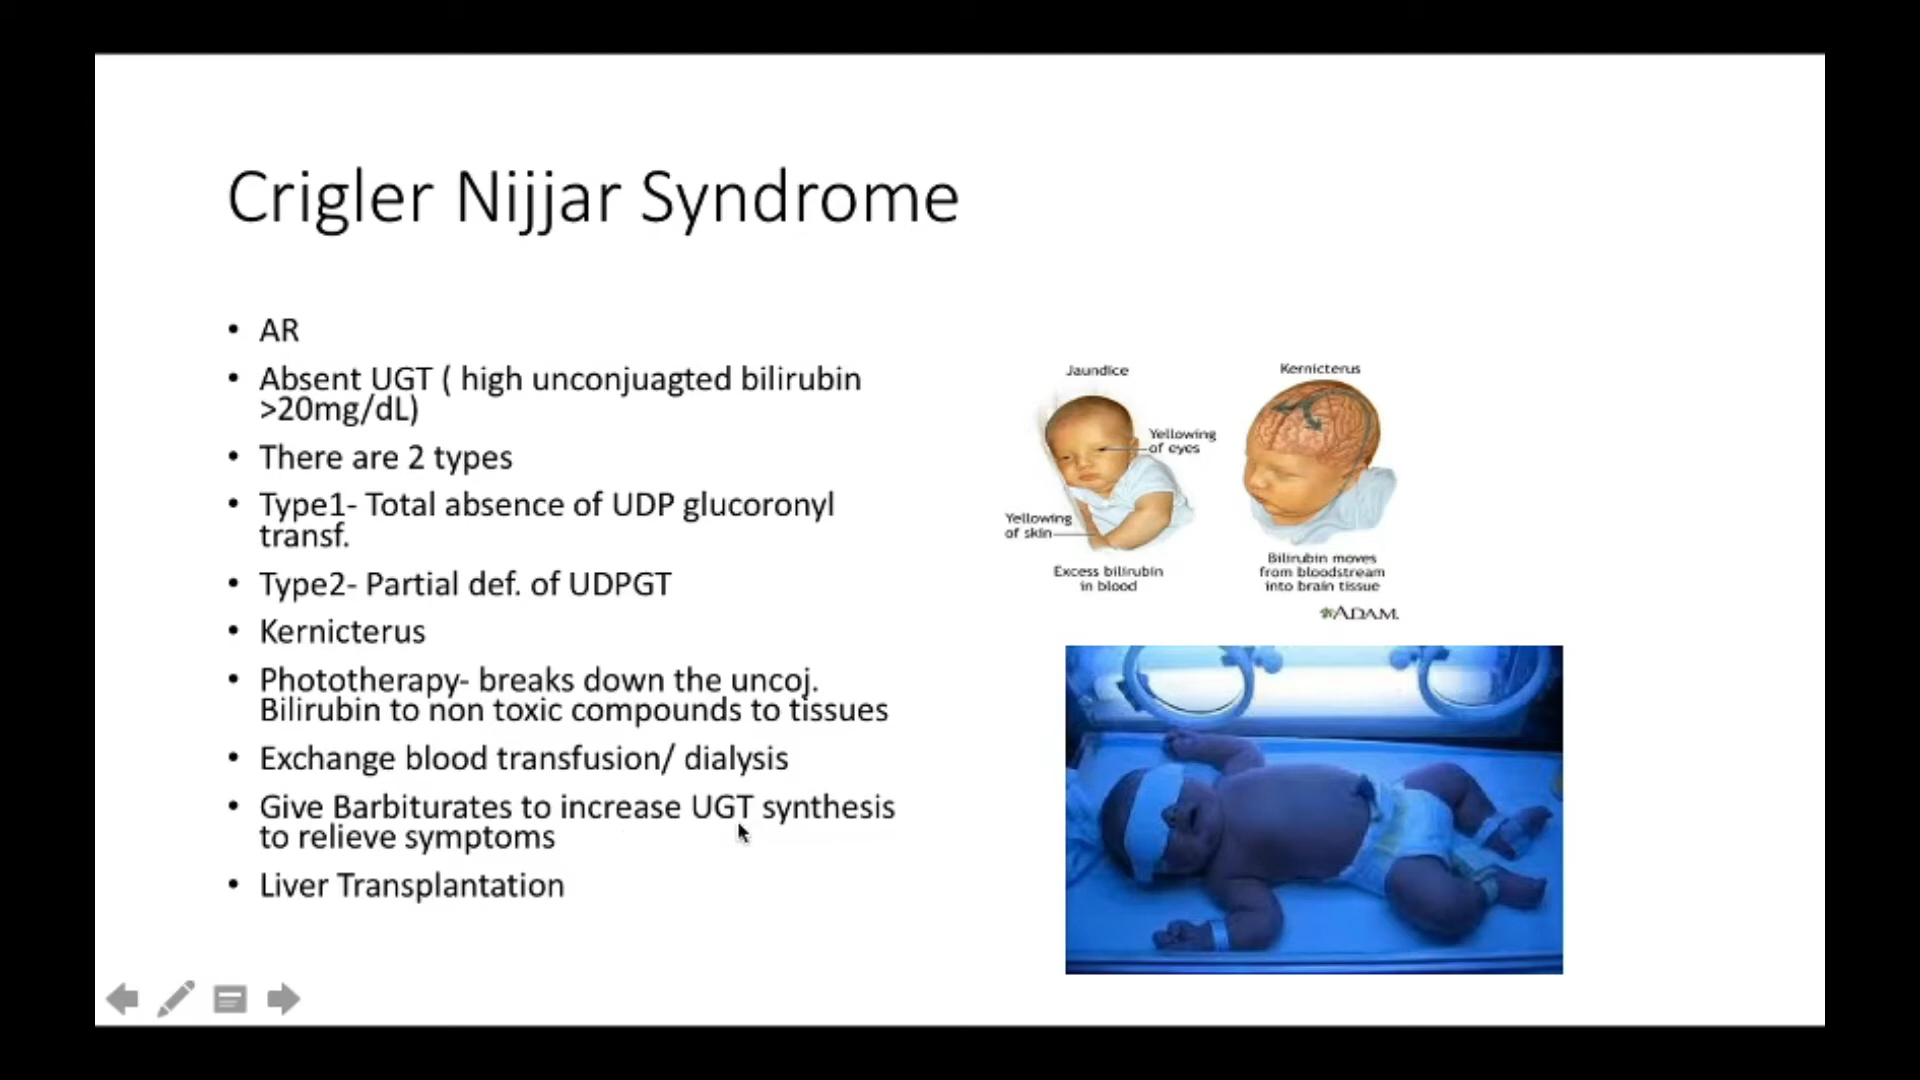 Crigler Nijjar Syndrome
• AR
• Absent UGT ( high unconjuagted bilirubin
>20mg/dL)
• There are 2 types
• Type1- Total absence of UDP glucoronyl
transf.
• Type2- Partial def. of UDPGT
• Kernicterus
• Phototherapy- breaks down the uncoj.
Bilirubin to non toxic compounds to tissues
• Exchange blood transfusion/ dialysis
• Give Barbiturates to increase UGT synthesis
to relieve symptoms
• Liver Transplantation
Jaundice
Yellowing
of eyes
Yellowing
of skin
Excess bilirubin
in blood
Kernicterus
Bilirubin moves
from bloodstream
into brain tissue
ADAM.